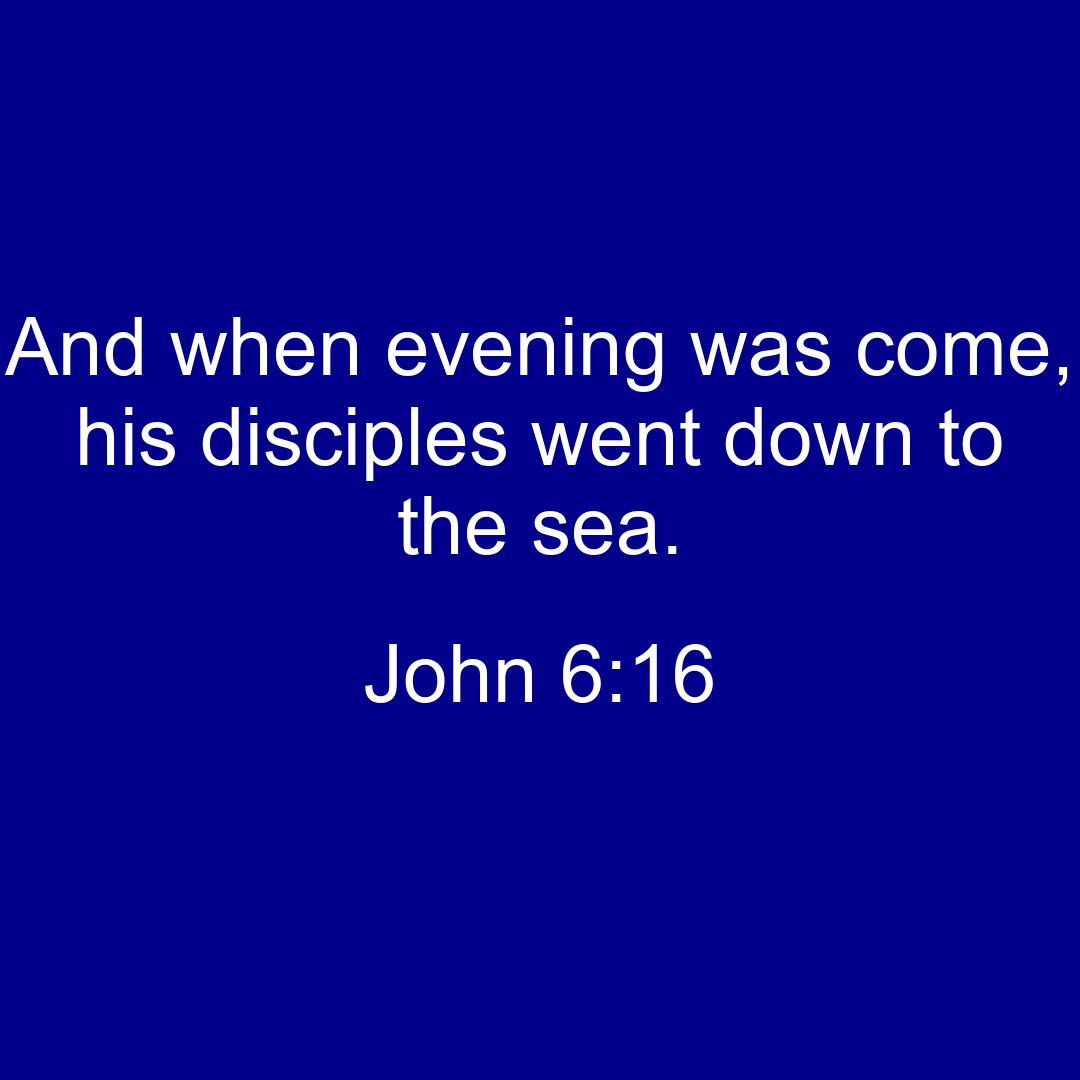 And when evening was come,
his disciples went down to
the sea.
John 6:16